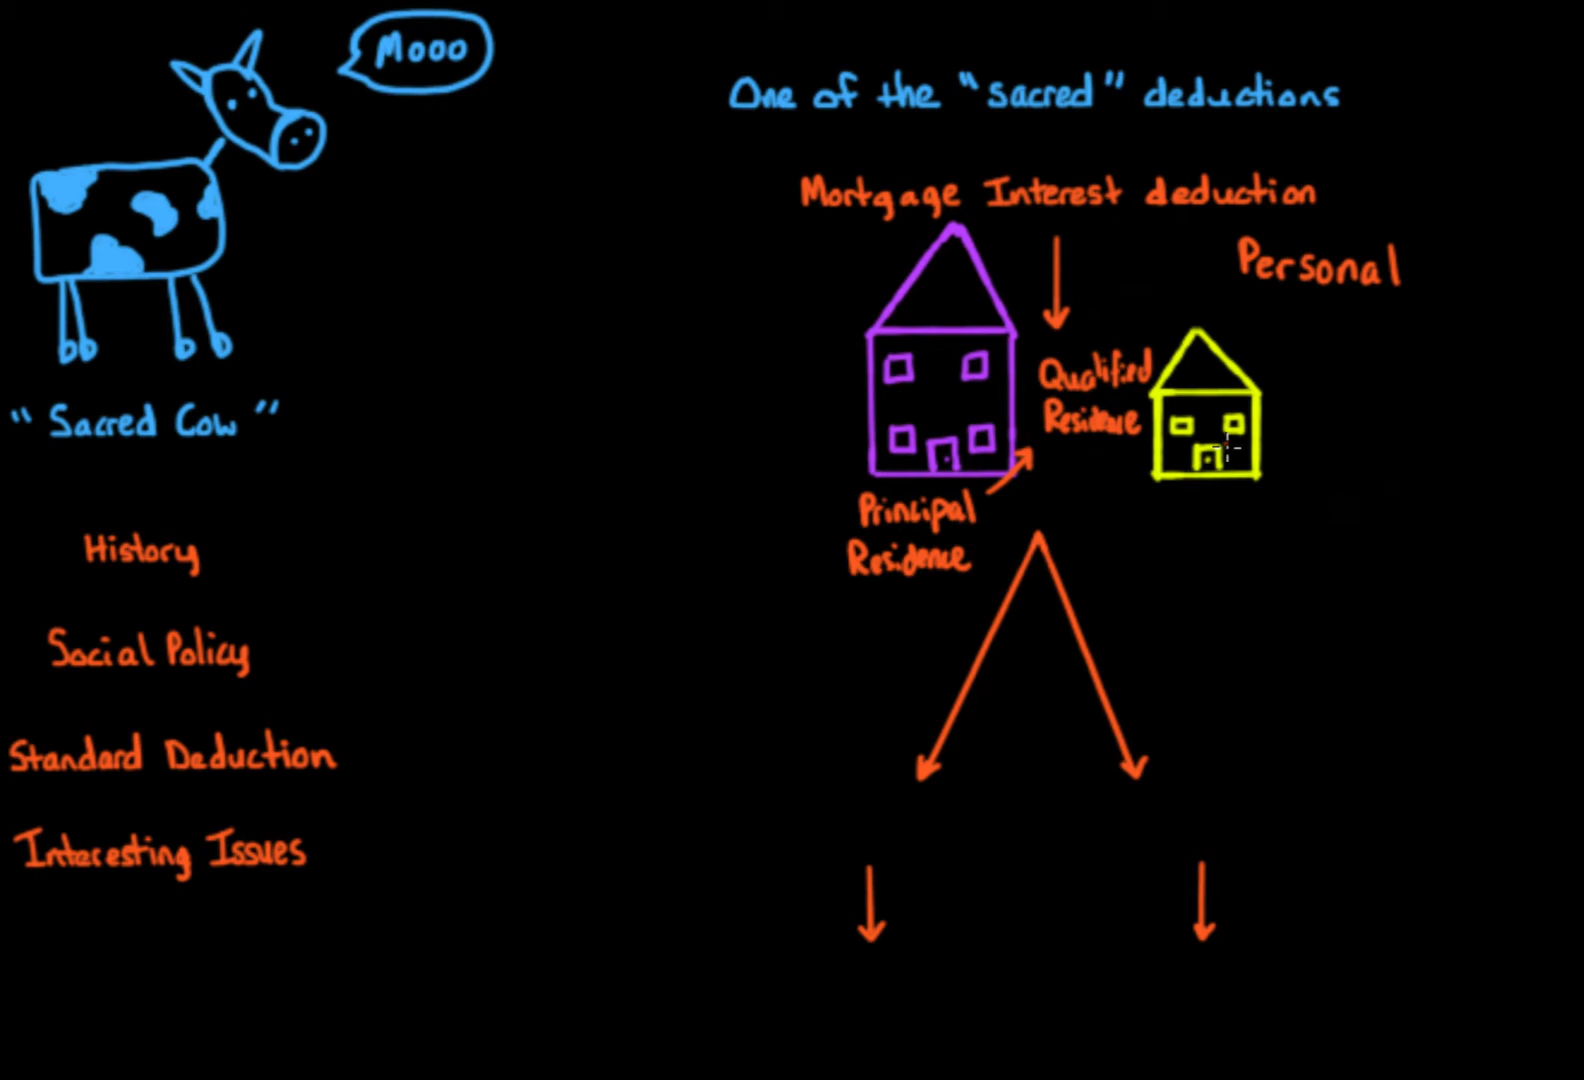 Mooo
One of the "sacred" deductions
Mortgage Interest deduction
Personal
Qualified
Residence
"Sacred Cow"
Principal
Residence
History
Social Policy
Standard Deduction
Interesting Issues